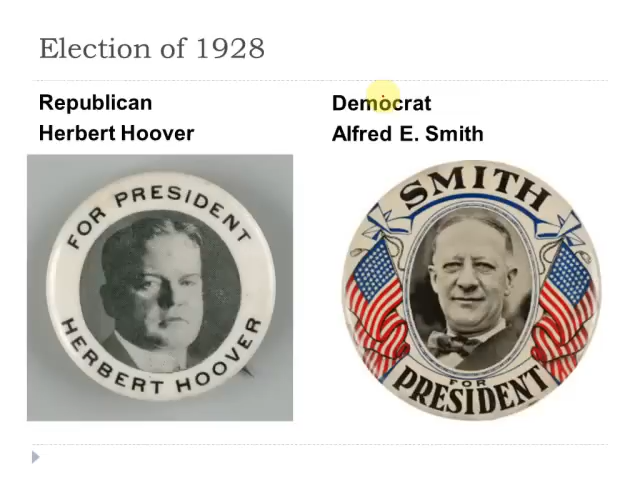 Election of 1928
Republican
Herbert Hoover
Democrat
Alfred E. Smith
FOR PRESIDENT
HERBERT HOOVER
SMITH
FOR
PRESIDENT